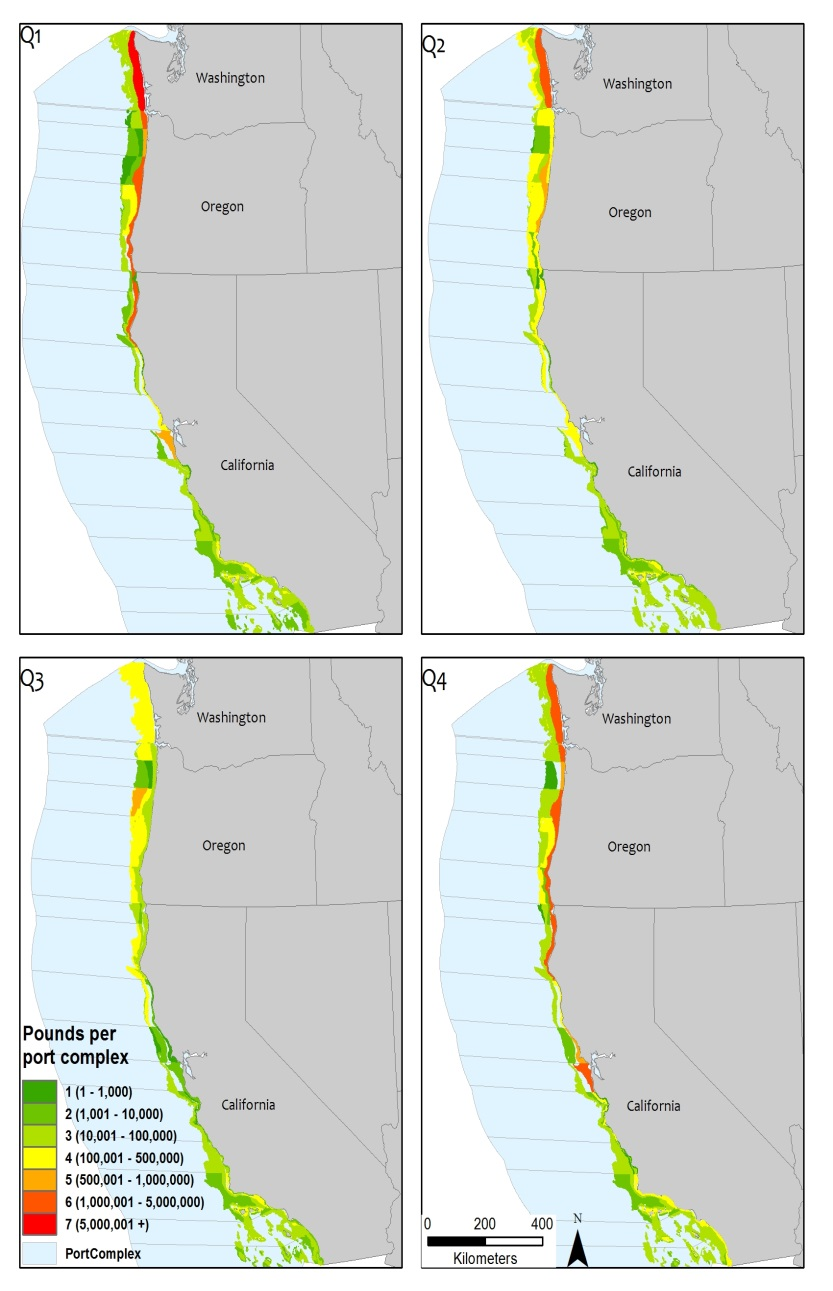 Q1
Washington
Oregon
California
Q2
Washington
Oregon
California
Q3
Washington
Oregon
California
Pounds per
port complex
1 (1 - 1,000)
2 (1,001 - 10,000)
3 (10,001 - 100,000)
4 (100,001 - 500,000)
5 (500,001 - 1,000,000)
6 (1,000,001 - 5,000,000)
7 (5,000,001 +)
PortComplex
Q4
Washington
Oregon
California
0 200 400
Kilometers
N